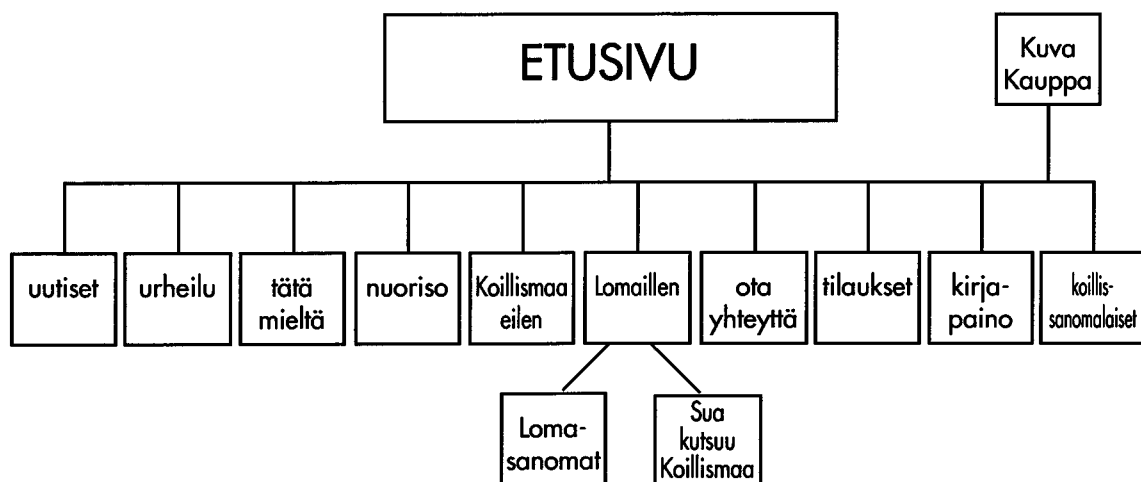 ETUSIVU
Kuva
Kauppa
uutiset
urheilu
tätä
mieltä
nuoriso
Koillismaa
eilen
Lomaillen
ota
yhteyttä
tilaukset
kirja-
paino
koillis-
sanomalaiset
Loma-
sanomat
Sua
kutsuu
Koillismaa